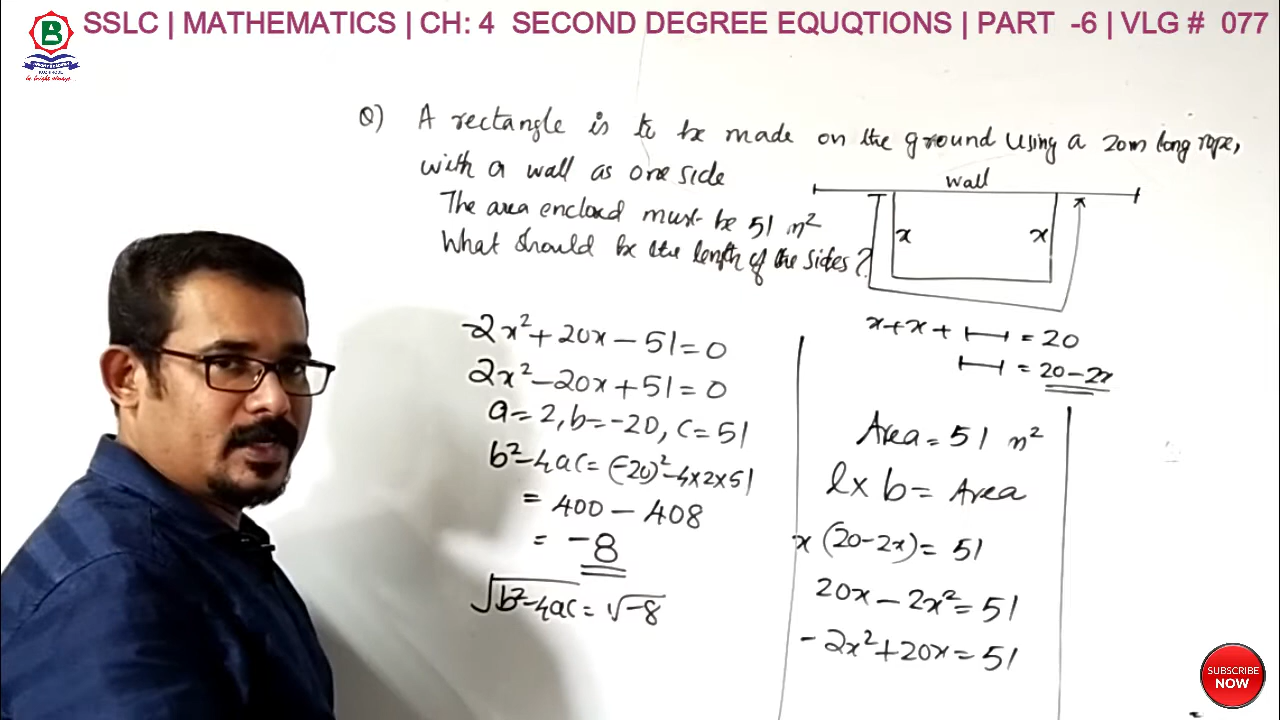 SSLC | MATHEMATICS | CH: 4 SECOND DEGREE EQUQTIONS | PART -6 | VLG # 077
B
Q) A rectangle is to be made on the ground Using a 20m long rope,
with a wall as one side
The area enclosed must be 51 m²
What should be the length of the sides?
wall
x x
x+x+ |—| = 20
|—| = 20-2x
-2x²+20x-51=0
2x²-20x+51=0
a=2, b=-20, c=51
b²-4ac=(-20)²-4×2×51
= 400-408
= -8
√b²-4ac = √-8
Area = 51 m²
l × b = Area
x (20-2x) = 51
20x-2x²=51
-2x²+20x=51
SUBSCRIBE
NOW